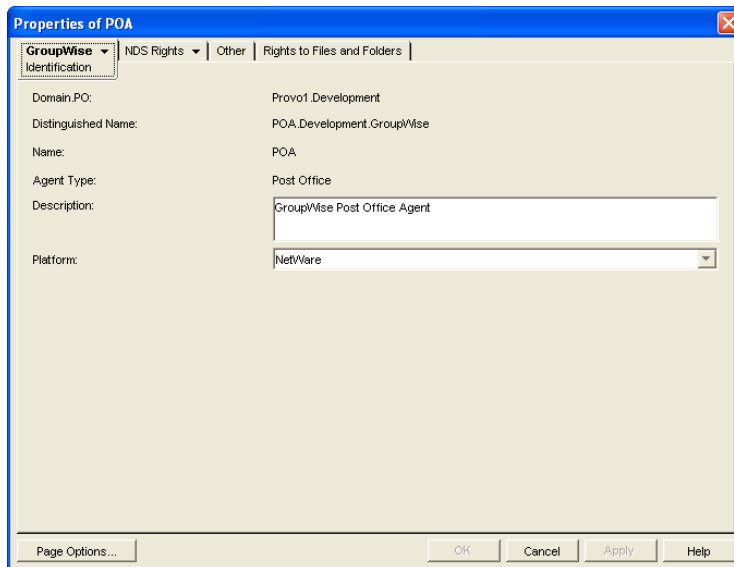 Properties of POA
GroupWise NDS Rights Other Rights to Files and Folders
Identification
Domain.PO: Provo1.Development
Distinguished Name: POA.Development.GroupWise
Name: POA
Agent Type: Post Office
Description: GroupWise Post Office Agent
Platform: NetWare
Page Options... OK Cancel Apply Help